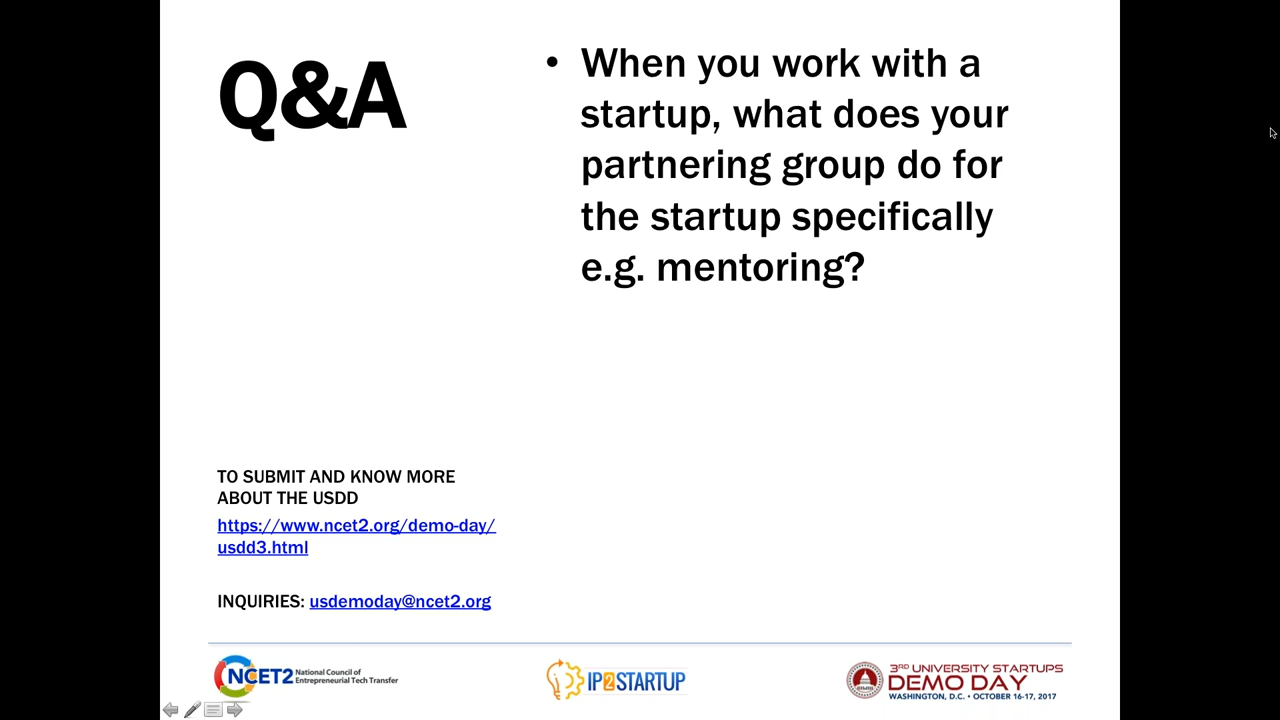 Q&A
• When you work with a
startup, what does your
partnering group do for
the startup specifically
e.g. mentoring?
TO SUBMIT AND KNOW MORE
ABOUT THE USDD
https://www.ncet2.org/demo-day/
usdd3.html
INQUIRIES: usdemoday@ncet2.org
NCET2 National Council of
Entrepreneurial Tech Transfer
IP2STARTUP
3RD UNIVERSITY STARTUPS
DEMO DAY
WASHINGTON, D.C. • OCTOBER 16-17, 2017